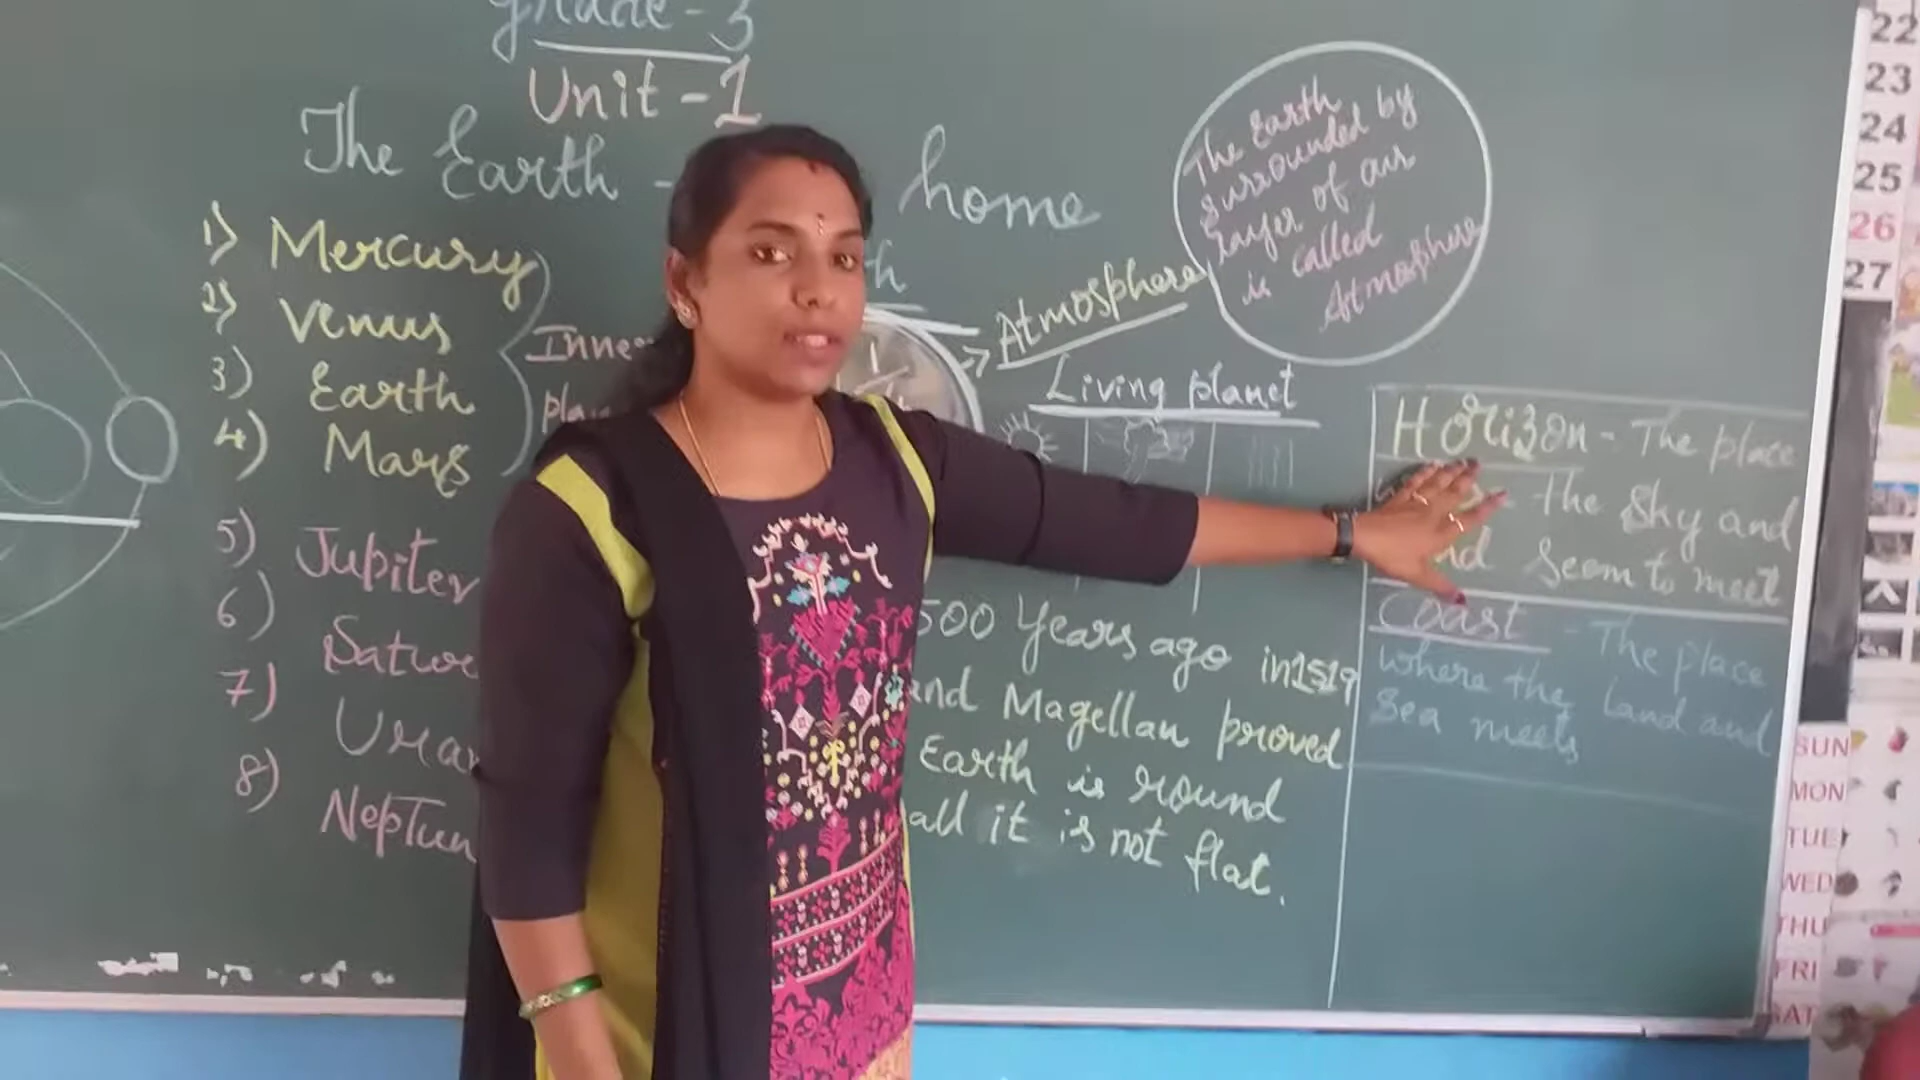 Grade-3
Unit-1
The Earth - home
1) Mercury
2) Venus
3) Earth
4) Mars
5) Jupiter
6)
7)
8)
Inner
Atmosphere
The Earth
surrounded by
layer of air
is called
Atmosphere
Living planet
500 Years ago in 1519
Magellan proved
Earth is round
all it is not flat.
Horizon - The place
The Sky and
Seem to meet
Coast - The place
where the land and
Sea meets
22
23
24
25
26
27
SUN
MON
TUE
WED
THU
FRI
SAT